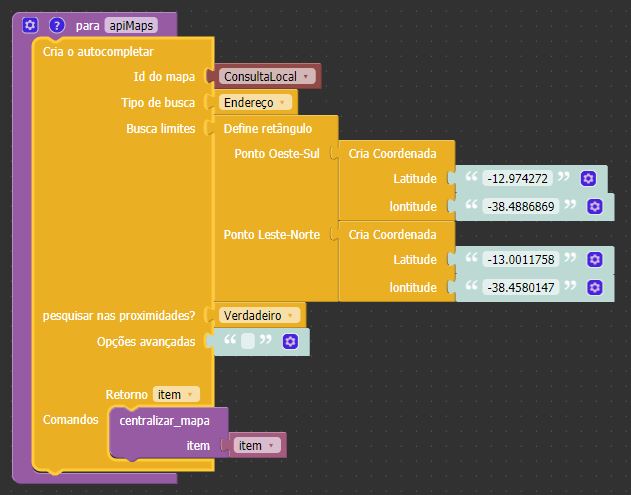 ? para apiMaps
Cria o autocompletar
Id do mapa ConsultaLocal
Tipo de busca Endereço
Busca limites Define retângulo
Ponto Oeste-Sul Cria Coordenada
Latitude “ -12.974272 ”
lontitude “ -38.4886869 ”
Ponto Leste-Norte Cria Coordenada
Latitude “ -13.0011758 ”
lontitude “ -38.4580147 ”
pesquisar nas proximidades? Verdadeiro
Opções avançadas “ ”
Retorno item
Comandos centralizar_mapa
item item